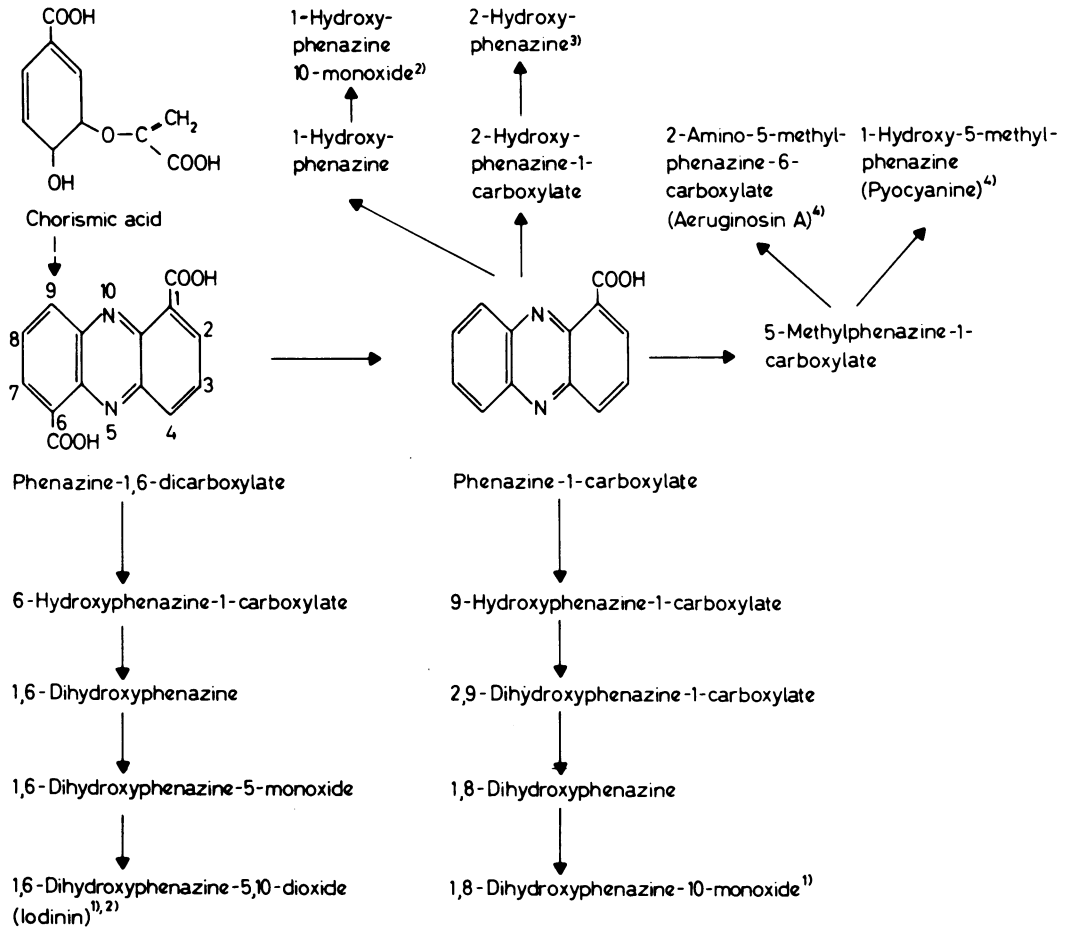 COOH
CH₂
O
C
COOH
OH
Chorismic acid
1-Hydroxy-
phenazine
10-monoxide²⁾
1-Hydroxy-
phenazine
2-Hydroxy-
phenazine³⁾
2-Hydroxy-
phenazine-1-
carboxylate
2-Amino-5-methyl-
phenazine-6-
carboxylate
(Aeruginosin A)⁴⁾
1-Hydroxy-5-methyl-
phenazine
(Pyocyanine)⁴⁾
COOH
9
10
1
N
8
2
7
3
6
N
5
4
COOH
COOH
N
N
5-Methylphenazine-1-
carboxylate
Phenazine-1,6-dicarboxylate
Phenazine-1-carboxylate
6-Hydroxyphenazine-1-carboxylate
9-Hydroxyphenazine-1-carboxylate
1,6-Dihydroxyphenazine
2,9-Dihydroxyphenazine-1-carboxylate
1,6-Dihydroxyphenazine-5-monoxide
1,8-Dihydroxyphenazine
1,6-Dihydroxyphenazine-5,10-dioxide
(Iodinin)¹⁾,²⁾
1,8-Dihydroxyphenazine-10-monoxide¹⁾